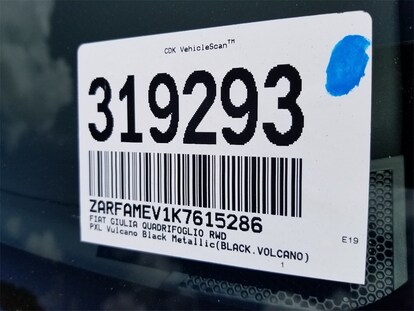 CDK VehicleScan™
319293
ZARFAMEV1K7615286
FIAT GIULIA QUADRIFOGLIO RWD
PXL Vulcano Black Metallic(BLACK.VOLCANO)
E19
1